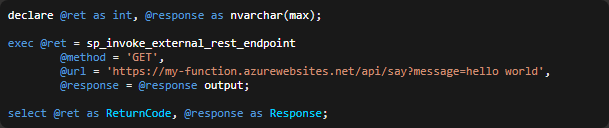 declare @ret as int, @response as nvarchar(max);
exec @ret = sp_invoke_external_rest_endpoint
@method = 'GET',
@url = 'https://my-function.azurewebsites.net/api/say?message=hello world',
@response = @response output;
select @ret as ReturnCode, @response as Response;